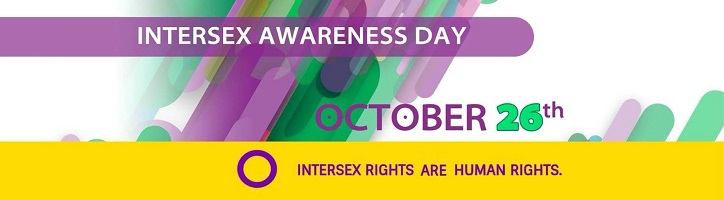 INTERSEX AWARENESS DAY
OCTOBER 26th
INTERSEX RIGHTS ARE HUMAN RIGHTS.